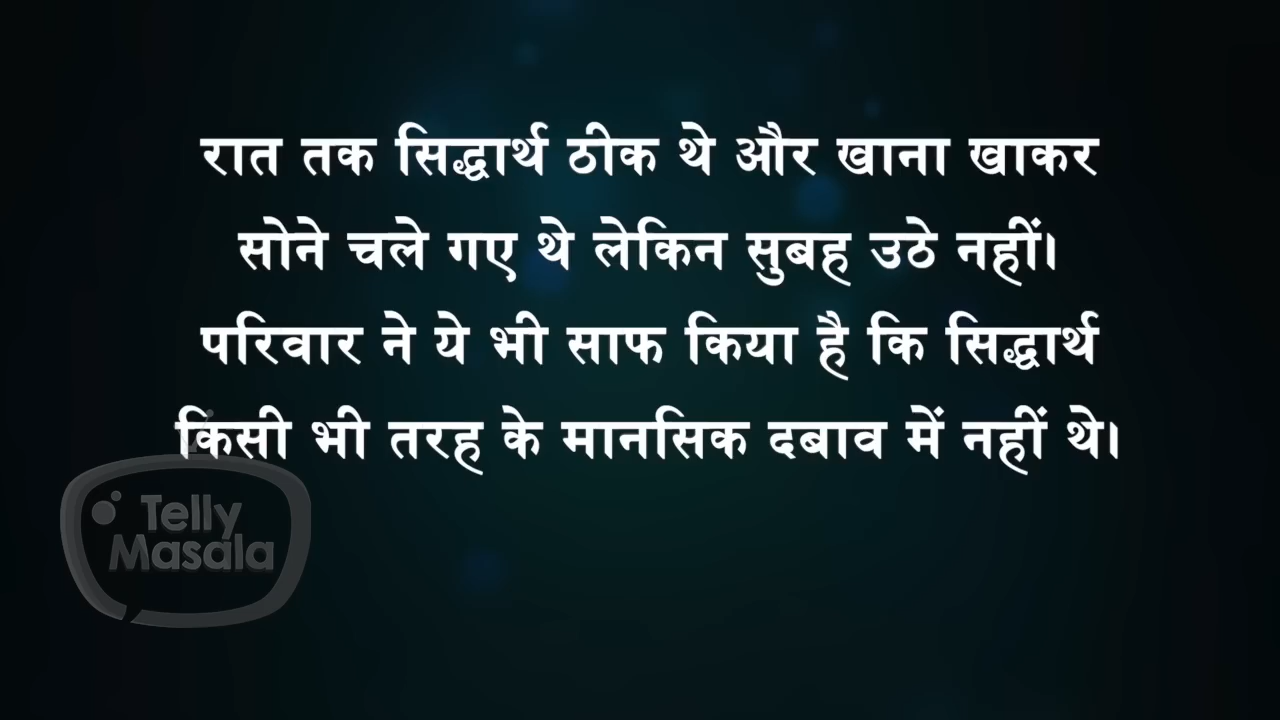 रात तक सिद्धार्थ ठीक थे और खाना खाकर
सोने चले गए थे लेकिन सुबह उठे नहीं।
परिवार ने ये भी साफ किया है कि सिद्धार्थ
किसी भी तरह के मानसिक दबाव में नहीं थे।
Telly
Masala